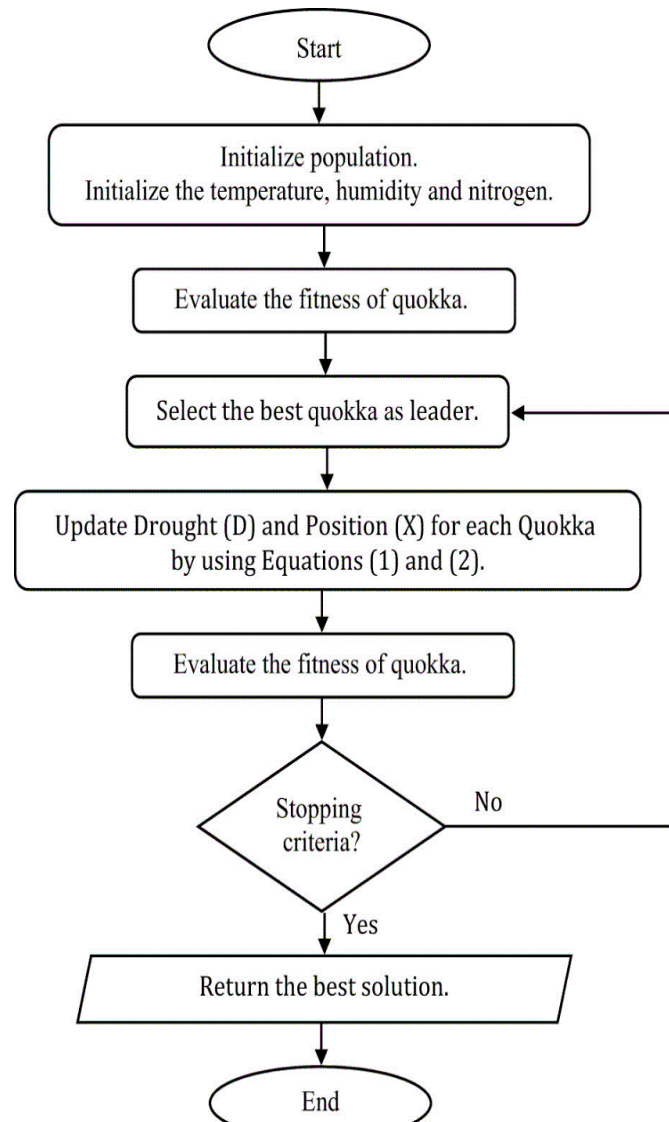 Start
Initialize population.
Initialize the temperature, humidity and nitrogen.
Evaluate the fitness of quokka.
Select the best quokka as leader.
Update Drought (D) and Position (X) for each Quokka
by using Equations (1) and (2).
Evaluate the fitness of quokka.
Stopping
criteria?
No
Yes
Return the best solution.
End